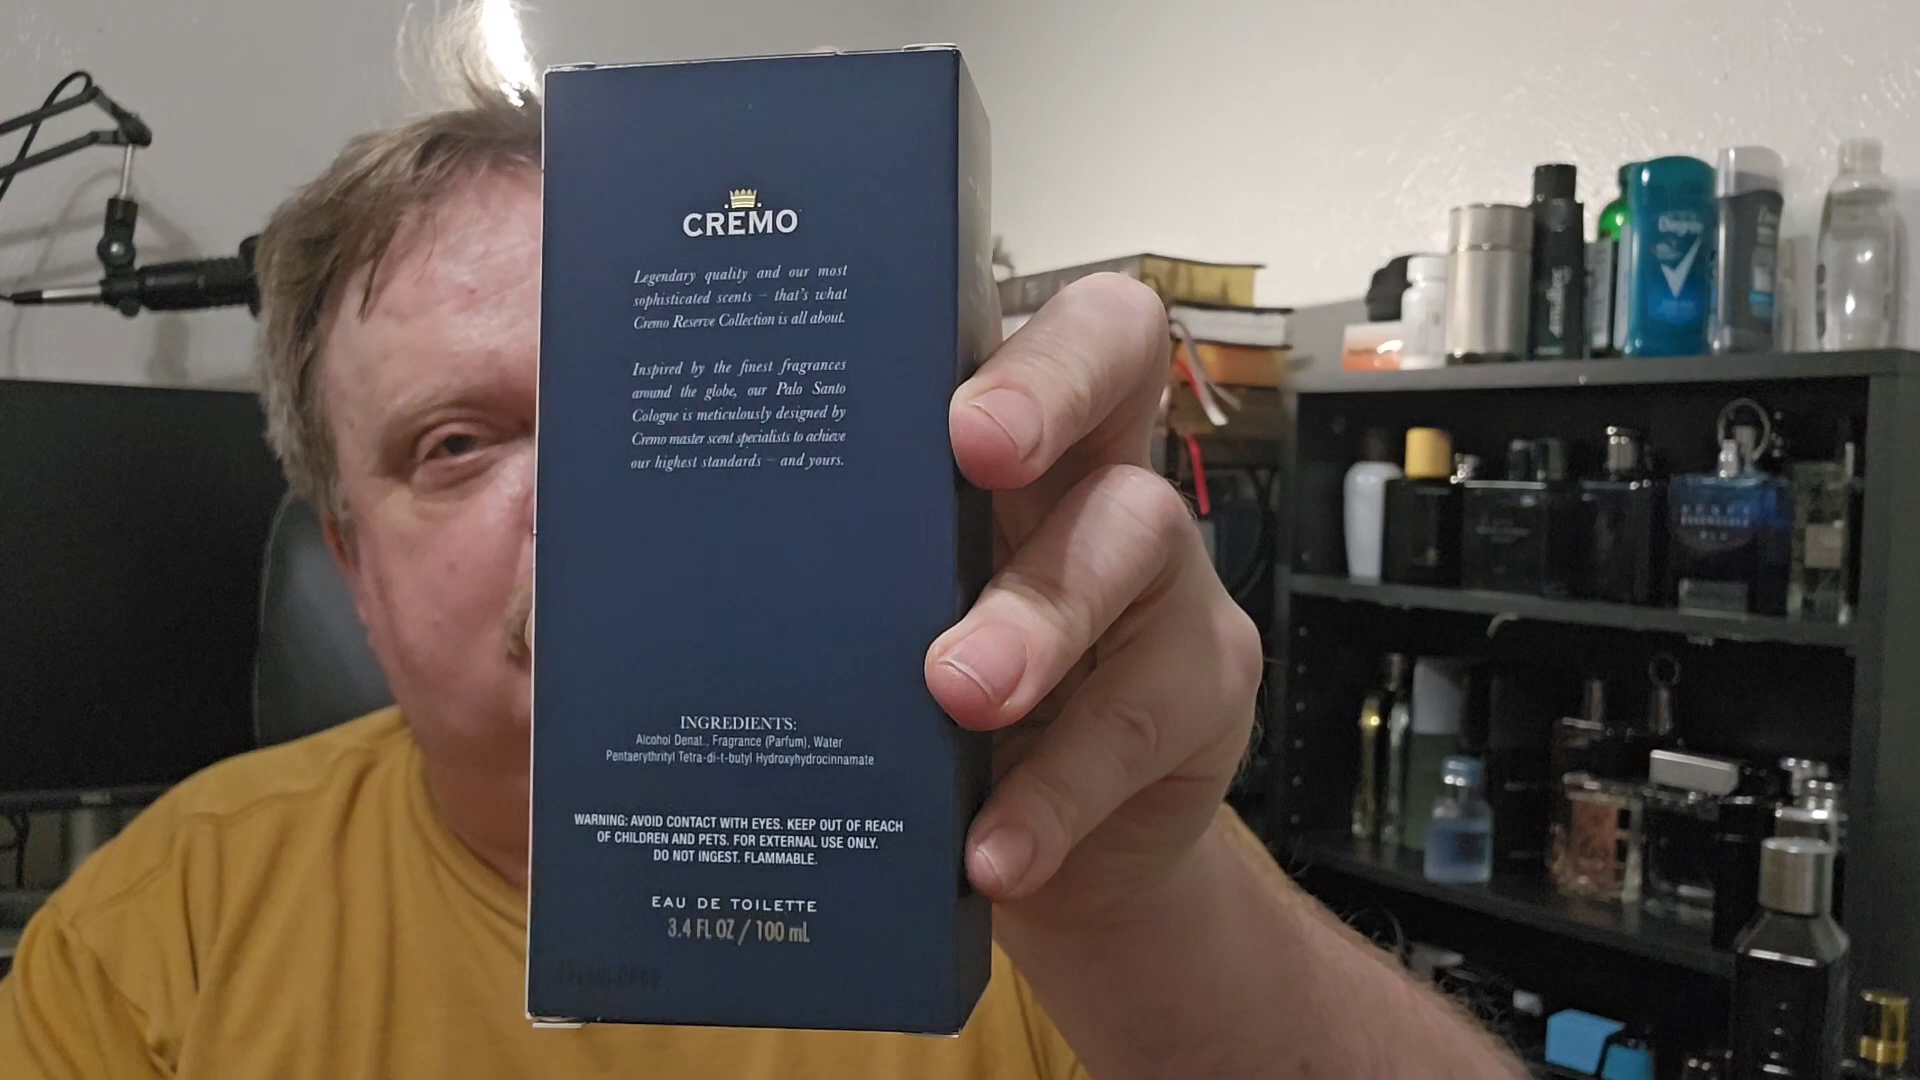 CREMO
Legendary quality and our most
sophisticated scents – that's what
Cremo Reserve Collection is all about.
Inspired by the finest fragrances
around the globe, our Palo Santo
Cologne is meticulously designed by
Cremo master scent specialists to achieve
our highest standards – and yours.
INGREDIENTS:
Alcohol Denat., Fragrance (Parfum), Water
Pentaerythrityl Tetra-di-t-butyl Hydroxyhydrocinnamate
WARNING: AVOID CONTACT WITH EYES. KEEP OUT OF REACH
OF CHILDREN AND PETS. FOR EXTERNAL USE ONLY.
DO NOT INGEST. FLAMMABLE.
EAU DE TOILETTE
3.4 FL OZ / 100 mL
Degree